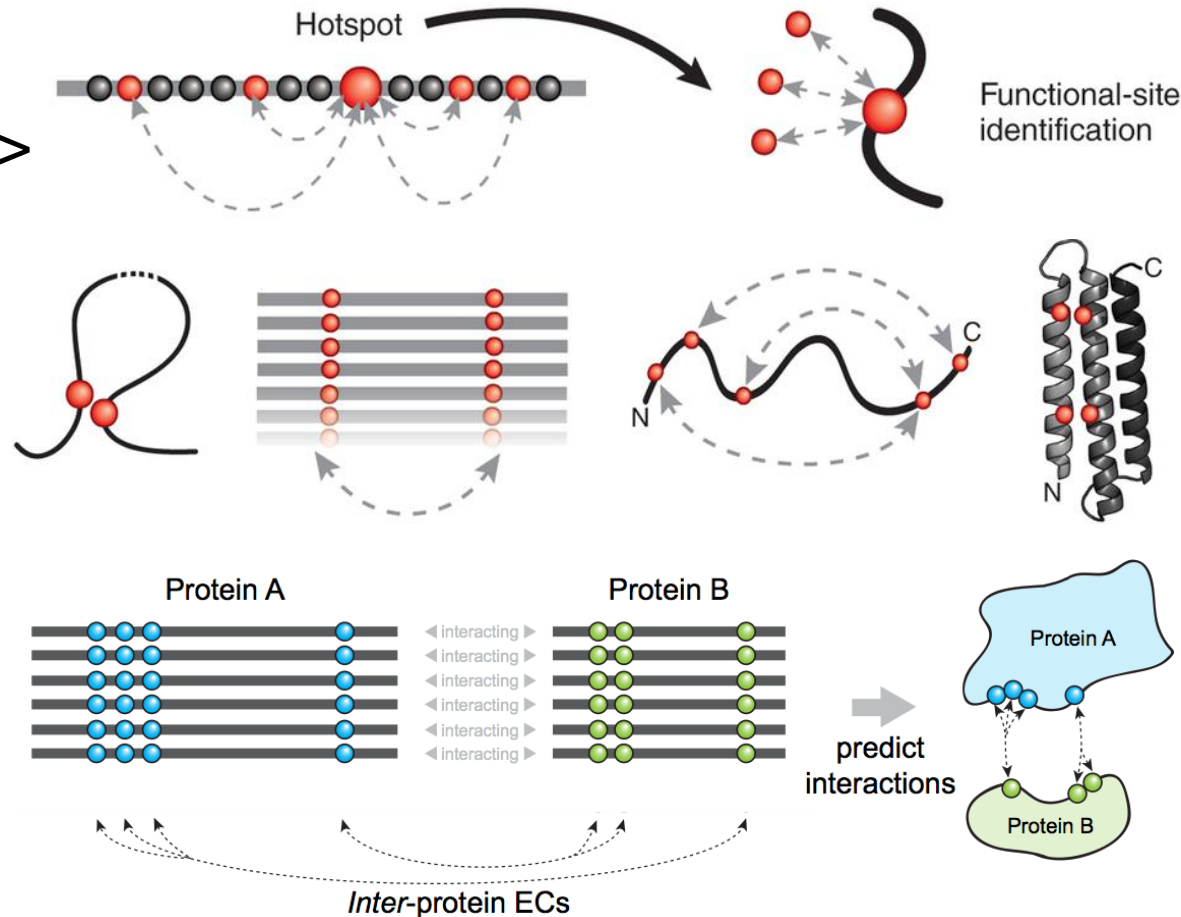 Hotspot
Functional-site
identification
>
C
C
N
N
Protein A
Protein B
interacting
interacting
interacting
interacting
interacting
interacting
predict
interactions
Protein A
Protein B
Inter-protein ECs